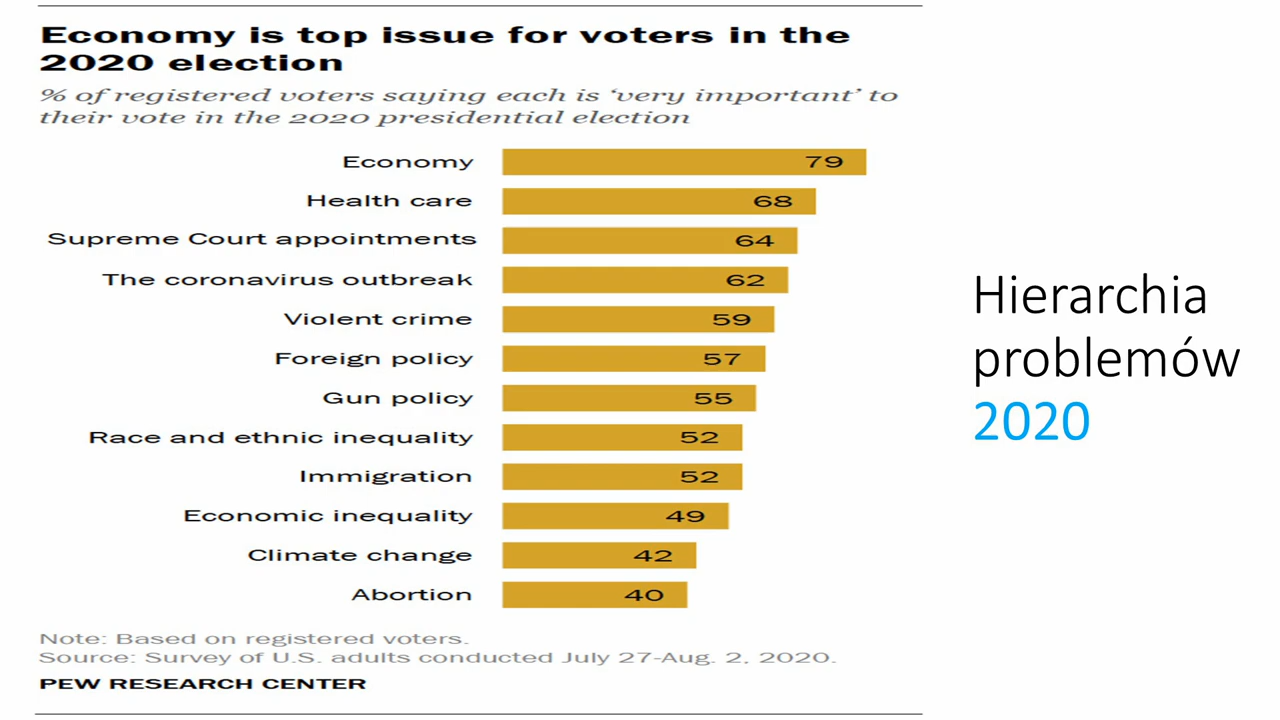 Economy is top issue for voters in the
2020 election
% of registered voters saying each is ‘very important’ to
their vote in the 2020 presidential election
Economy 79
Health care 68
Supreme Court appointments 64
The coronavirus outbreak 62
Violent crime 59
Foreign policy 57
Gun policy 55
Race and ethnic inequality 52
Immigration 52
Economic inequality 49
Climate change 42
Abortion 40
Note: Based on registered voters.
Source: Survey of U.S. adults conducted July 27-Aug. 2, 2020.
PEW RESEARCH CENTER
Hierarchia
problemów
2020